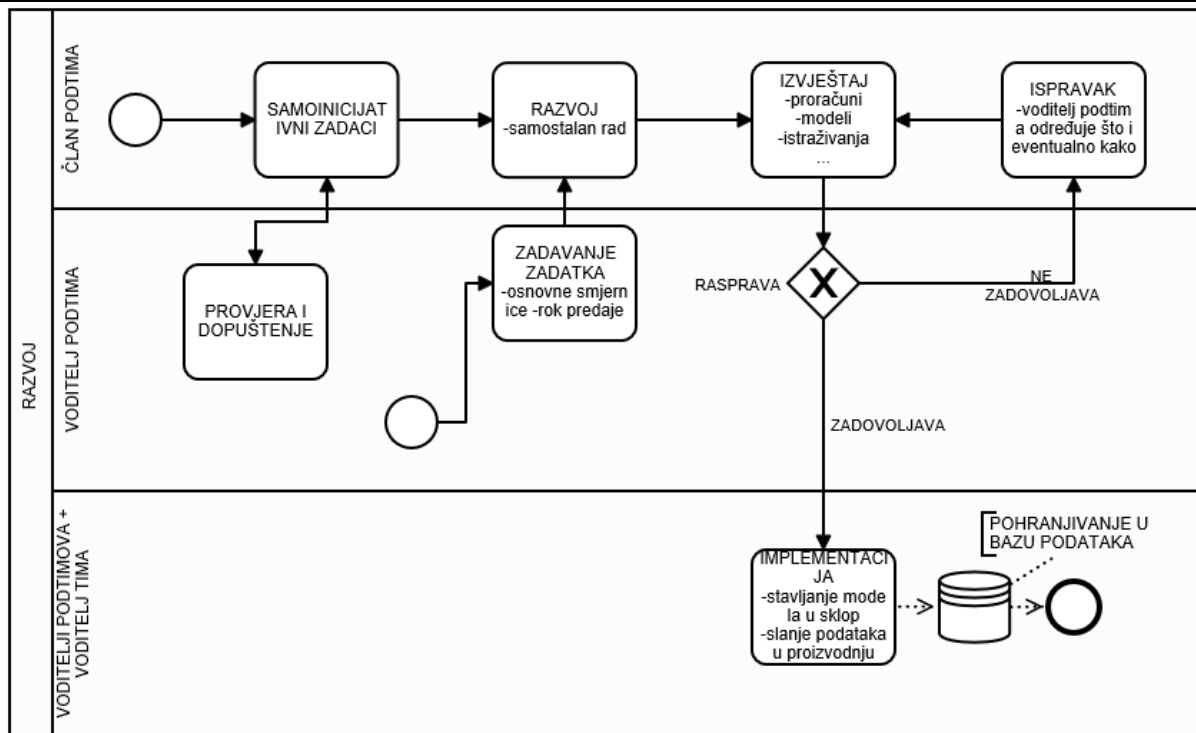 RAZVOJ
ČLAN PODTIMA
SAMOINICIJAT
IVNI ZADACI
RAZVOJ
-samostalan rad
IZVJEŠTAJ
-proračuni
-modeli
-istraživanja
...
ISPRAVAK
-voditelj podtim
a određuje što i
eventualno kako
VODITELJ PODTIMA
PROVJERA I
DOPUŠTENJE
ZADAVANJE
ZADATKA
-osnovne smjern
ice -rok predaje
RASPRAVA
X
NE
ZADOVOLJAVA
ZADOVOLJAVA
VODITELJI PODTIMOVA +
VODITELJ TIMA
IMPLEMENTACI
JA
-stavljanje mode
la u sklop
-slanje podataka
u proizvodnju
POHRANJIVANJE U
BAZU PODATAKA